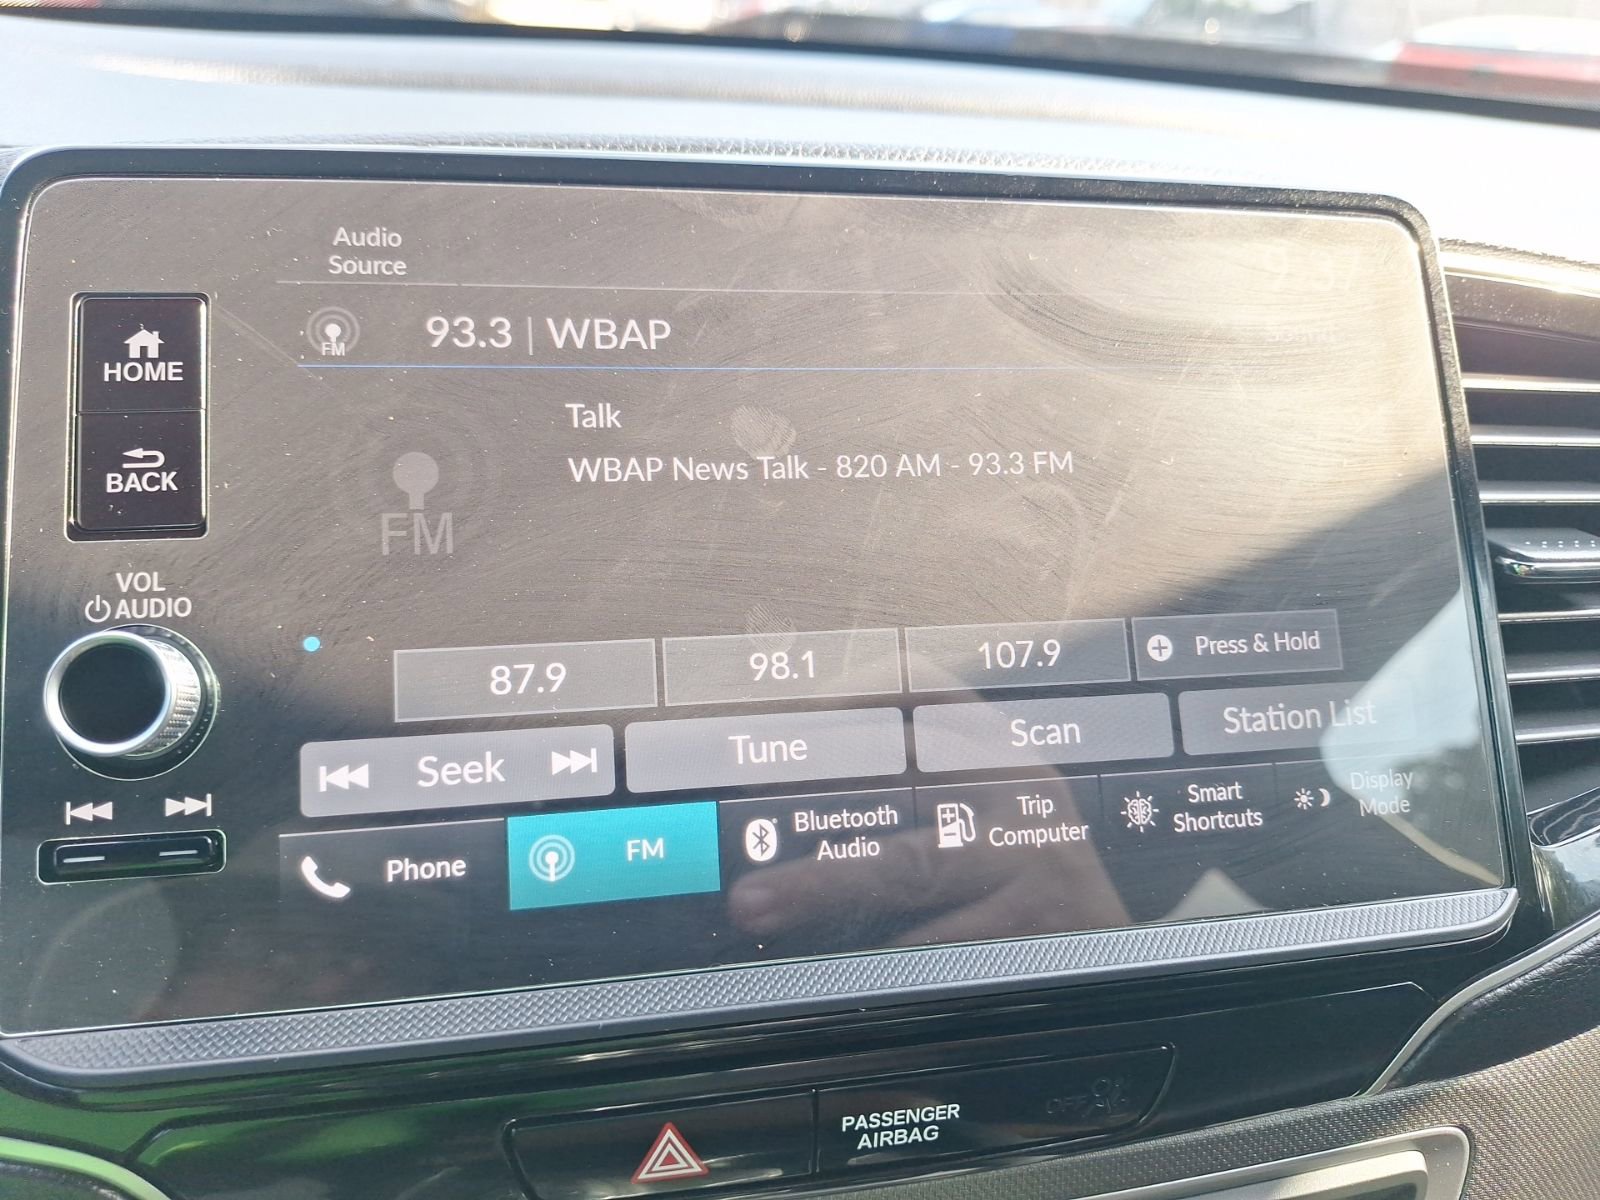 Audio
Source
FM
93.3 | WBAP
HOME
Talk
BACK
WBAP News Talk - 820 AM - 93.3 FM
FM
VOL
AUDIO
87.9
98.1
107.9
Press & Hold
Seek
Tune
Scan
Station List
Phone
FM
Bluetooth
Audio
Trip
Computer
Smart
Shortcuts
Display
Mode
PASSENGER
AIRBAG
OFF